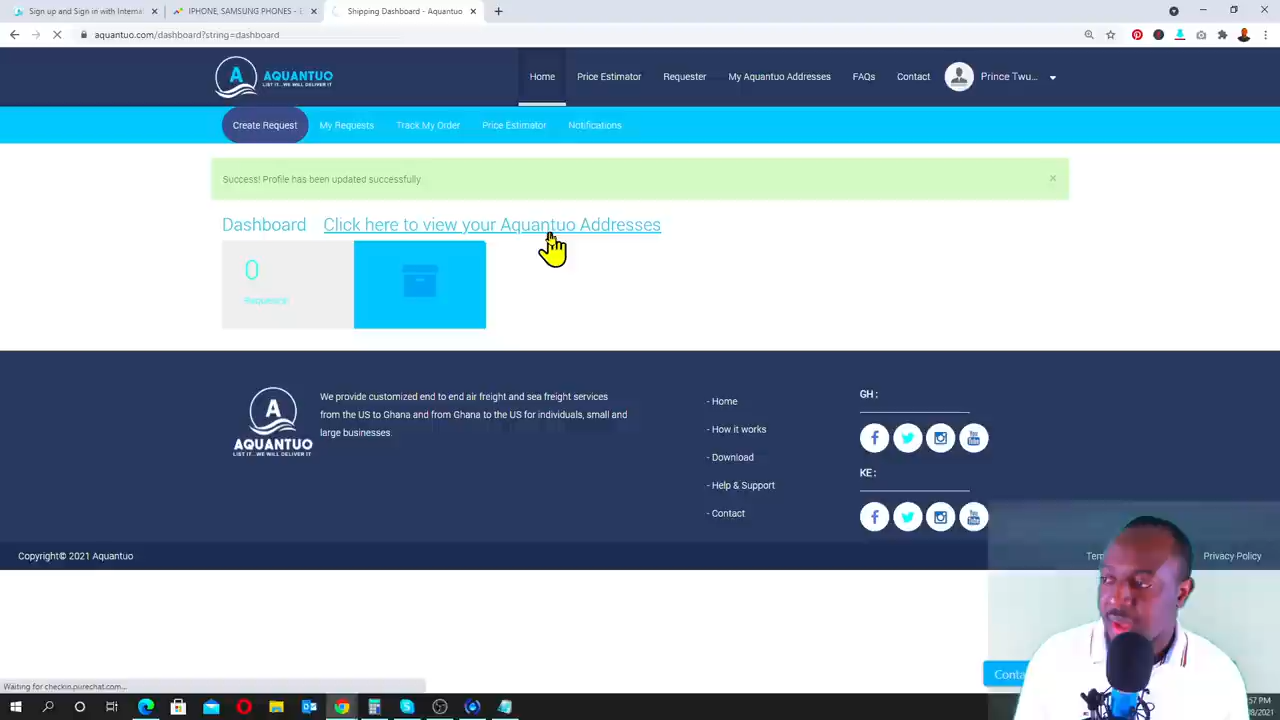 Sign up and Sign in with Interna
IPHONE, SAMSUNG PHONES -
Shipping Dashboard - Aquantuo
aquantuo.com/dashboard?string=dashboard
A AQUANTUO
LIST IT...WE WILL DELIVER IT
Home
Price Estimator
Requester
My Aquantuo Addresses
FAQs
Contact
Prince Twu...
Create Request
My Requests
Track My Order
Price Estimator
Notifications
Success! Profile has been updated successfully
×
Dashboard
Click here to view your Aquantuo Addresses
0
Requests
A
AQUANTUO
LIST IT...WE WILL DELIVER IT
We provide customized end to end air freight and sea freight services
from the US to Ghana and from Ghana to the US for individuals, small and
large businesses.
- Home
- How it works
- Download
- Help & Support
- Contact
GH :
KE :
Copyright© 2021 Aquantuo
Privacy Policy
Waiting for checkin.purechat.com...